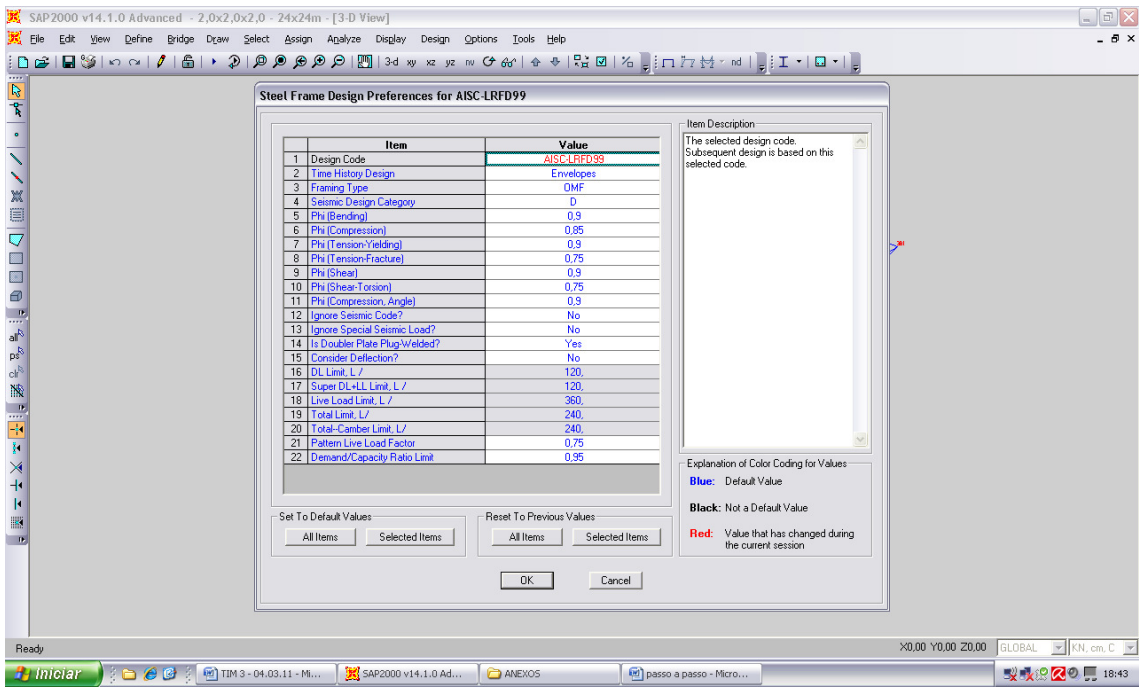 SAP2000 v14.1.0 Advanced - 2,0x2,0x2,0 - 24x24m - [3-D View]
File Edit View Define Bridge Draw Select Assign Analyze Display Design Options Tools Help
3-d xy xz yz nv nd
all
ps
clr
Steel Frame Design Preferences for AISC-LRFD99
Item Value
1 Design Code AISC-LRFD99
2 Time History Design Envelopes
3 Framing Type OMF
4 Seismic Design Category D
5 Phi (Bending) 0,9
6 Phi (Compression) 0,85
7 Phi (Tension-Yielding) 0,9
8 Phi (Tension-Fracture) 0,75
9 Phi (Shear) 0,9
10 Phi (Shear-Torsion) 0,75
11 Phi (Compression, Angle) 0,9
12 Ignore Seismic Code? No
13 Ignore Special Seismic Load? No
14 Is Doubler Plate Plug-Welded? Yes
15 Consider Deflection? No
16 DL Limit, L / 120,
17 Super DL+LL Limit, L / 120,
18 Live Load Limit, L / 360,
19 Total Limit, L/ 240,
20 Total--Camber Limit, L/ 240,
21 Pattern Live Load Factor 0,75
22 Demand/Capacity Ratio Limit 0,95
Item Description
The selected design code.
Subsequent design is based on this
selected code.
Explanation of Color Coding for Values
Blue: Default Value
Black: Not a Default Value
Red: Value that has changed during
the current session
Set To Default Values
All Items Selected Items
Reset To Previous Values
All Items Selected Items
OK Cancel
Ready X0,00 Y0,00 Z0,00 GLOBAL KN, cm, C
Iniciar TIM 3 - 04.03.11 - Mi... SAP2000 v14.1.0 Ad... ANEXOS passo a passo - Micro... 18:43